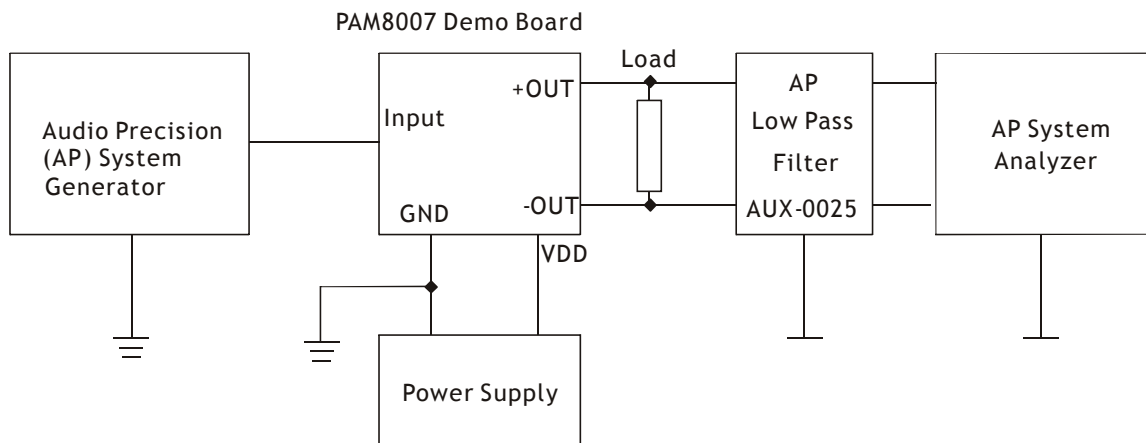 PAM8007 Demo Board
Audio Precision
(AP) System
Generator
Input
+OUT
-OUT
GND
VDD
Load
AP
Low Pass
Filter
AUX-0025
AP System
Analyzer
Power Supply